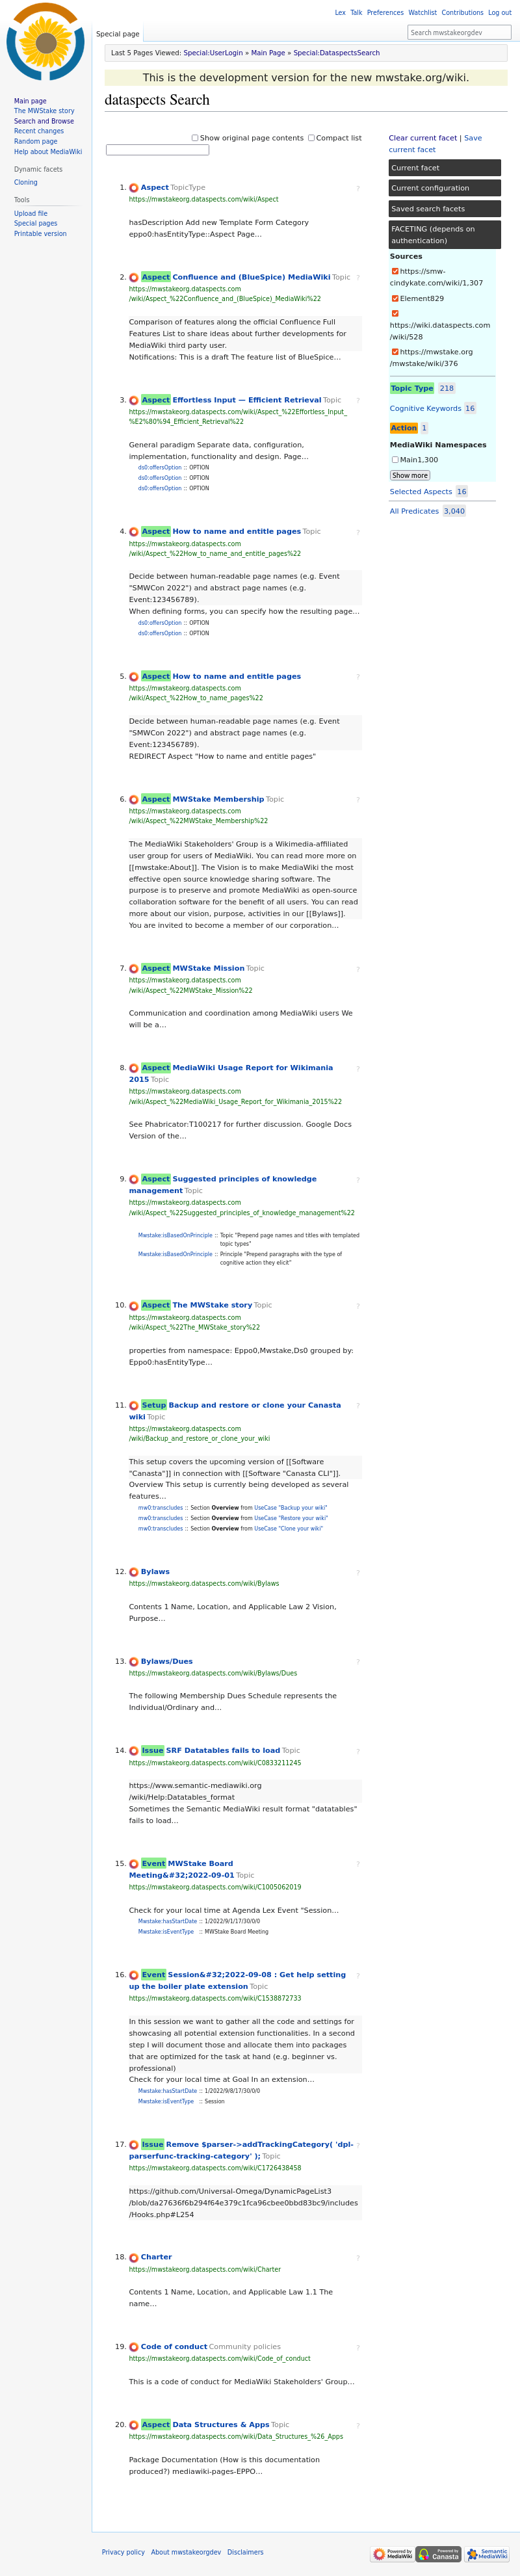 Lex Talk Preferences Watchlist Contributions Log out
Special page
Search mwstakeorgdev
Last 5 Pages Viewed: Special:UserLogin » Main Page » Special:DataspectsSearch
This is the development version for the new mwstake.org/wiki.
dataspects Search
Main page
The MWStake story
Search and Browse
Recent changes
Random page
Help about MediaWiki
Dynamic facets
Cloning
Tools
Upload file
Special pages
Printable version
Show original page contents Compact list
1. Aspect TopicType ?
https://mwstakeorg.dataspects.com/wiki/Aspect
hasDescription Add new Template Form Category
eppo0:hasEntityType::Aspect Page…
2. Aspect Confluence and (BlueSpice) MediaWiki Topic ?
https://mwstakeorg.dataspects.com
/wiki/Aspect_%22Confluence_and_(BlueSpice)_MediaWiki%22
Comparison of features along the official Confluence Full
Features List to share ideas about further developments for
MediaWiki third party user.
Notifications: This is a draft The feature list of BlueSpice…
3. Aspect Effortless Input — Efficient Retrieval Topic ?
https://mwstakeorg.dataspects.com/wiki/Aspect_%22Effortless_Input_
%E2%80%94_Efficient_Retrieval%22
General paradigm Separate data, configuration,
implementation, functionality and design. Page…
ds0:offersOption :: OPTION
ds0:offersOption :: OPTION
ds0:offersOption :: OPTION
4. Aspect How to name and entitle pages Topic ?
https://mwstakeorg.dataspects.com
/wiki/Aspect_%22How_to_name_and_entitle_pages%22
Decide between human-readable page names (e.g. Event
"SMWCon 2022") and abstract page names (e.g.
Event:123456789).
When defining forms, you can specify how the resulting page…
ds0:offersOption :: OPTION
ds0:offersOption :: OPTION
5. Aspect How to name and entitle pages ?
https://mwstakeorg.dataspects.com
/wiki/Aspect_%22How_to_name_pages%22
Decide between human-readable page names (e.g. Event
"SMWCon 2022") and abstract page names (e.g.
Event:123456789).
REDIRECT Aspect "How to name and entitle pages"
6. Aspect MWStake Membership Topic ?
https://mwstakeorg.dataspects.com
/wiki/Aspect_%22MWStake_Membership%22
The MediaWiki Stakeholders' Group is a Wikimedia-affiliated
user group for users of MediaWiki. You can read more more on
[[mwstake:About]]. The Vision is to make MediaWiki the most
effective open source knowledge sharing software. The
purpose is to preserve and promote MediaWiki as open-source
collaboration software for the benefit of all users. You can read
more about our vision, purpose, activities in our [[Bylaws]].
You are invited to become a member of our corporation…
7. Aspect MWStake Mission Topic ?
https://mwstakeorg.dataspects.com
/wiki/Aspect_%22MWStake_Mission%22
Communication and coordination among MediaWiki users We
will be a…
8. Aspect MediaWiki Usage Report for Wikimania ?
2015 Topic
https://mwstakeorg.dataspects.com
/wiki/Aspect_%22MediaWiki_Usage_Report_for_Wikimania_2015%22
See Phabricator:T100217 for further discussion. Google Docs
Version of the…
9. Aspect Suggested principles of knowledge ?
management Topic
https://mwstakeorg.dataspects.com
/wiki/Aspect_%22Suggested_principles_of_knowledge_management%22
Mwstake:isBasedOnPrinciple :: Topic "Prepend page names and titles with templated
topic types"
Mwstake:isBasedOnPrinciple :: Principle "Prepend paragraphs with the type of
cognitive action they elicit"
10. Aspect The MWStake story Topic ?
https://mwstakeorg.dataspects.com
/wiki/Aspect_%22The_MWStake_story%22
properties from namespace: Eppo0,Mwstake,Ds0 grouped by:
Eppo0:hasEntityType…
11. Setup Backup and restore or clone your Canasta ?
wiki Topic
https://mwstakeorg.dataspects.com
/wiki/Backup_and_restore_or_clone_your_wiki
This setup covers the upcoming version of [[Software
"Canasta"]] in connection with [[Software "Canasta CLI"]].
Overview This setup is currently being developed as several
features…
mw0:transcludes :: Section Overview from UseCase "Backup your wiki"
mw0:transcludes :: Section Overview from UseCase "Restore your wiki"
mw0:transcludes :: Section Overview from UseCase "Clone your wiki"
12. Bylaws ?
https://mwstakeorg.dataspects.com/wiki/Bylaws
Contents 1 Name, Location, and Applicable Law 2 Vision,
Purpose…
13. Bylaws/Dues ?
https://mwstakeorg.dataspects.com/wiki/Bylaws/Dues
The following Membership Dues Schedule represents the
Individual/Ordinary and…
14. Issue SRF Datatables fails to load Topic ?
https://mwstakeorg.dataspects.com/wiki/C0833211245
https://www.semantic-mediawiki.org
/wiki/Help:Datatables_format
Sometimes the Semantic MediaWiki result format "datatables"
fails to load…
15. Event MWStake Board ?
Meeting&#32;2022-09-01 Topic
https://mwstakeorg.dataspects.com/wiki/C1005062019
Check for your local time at Agenda Lex Event "Session…
Mwstake:hasStartDate :: 1/2022/9/1/17/30/0/0
Mwstake:isEventType :: MWStake Board Meeting
16. Event Session&#32;2022-09-08 : Get help setting ?
up the boiler plate extension Topic
https://mwstakeorg.dataspects.com/wiki/C1538872733
In this session we want to gather all the code and settings for
showcasing all potential extension functionalities. In a second
step I will document those and allocate them into packages
that are optimized for the task at hand (e.g. beginner vs.
professional)
Check for your local time at Goal In an extension…
Mwstake:hasStartDate :: 1/2022/9/8/17/30/0/0
Mwstake:isEventType :: Session
17. Issue Remove $parser->addTrackingCategory( 'dpl- ?
parserfunc-tracking-category' ); Topic
https://mwstakeorg.dataspects.com/wiki/C1726438458
https://github.com/Universal-Omega/DynamicPageList3
/blob/da27636f6b294f64e379c1fca96cbee0bbd83bc9/includes
/Hooks.php#L254
18. Charter ?
https://mwstakeorg.dataspects.com/wiki/Charter
Contents 1 Name, Location, and Applicable Law 1.1 The
name…
19. Code of conduct Community policies ?
https://mwstakeorg.dataspects.com/wiki/Code_of_conduct
This is a code of conduct for MediaWiki Stakeholders' Group…
20. Aspect Data Structures & Apps Topic ?
https://mwstakeorg.dataspects.com/wiki/Data_Structures_%26_Apps
Package Documentation (How is this documentation
produced?) mediawiki-pages-EPPO…
Clear current facet | Save
current facet
Current facet
Current configuration
Saved search facets
FACETING (depends on
authentication)
Sources
https://smw-
cindykate.com/wiki/1,307
Element829
https://wiki.dataspects.com
/wiki/528
https://mwstake.org
/mwstake/wiki/376
Topic Type 218
Cognitive Keywords 16
Action 1
MediaWiki Namespaces
Main1,300
Show more
Selected Aspects 16
All Predicates 3,040
Privacy policy About mwstakeorgdev Disclaimers
Powered by MediaWiki
Powered by Canasta
Semantic MediaWiki